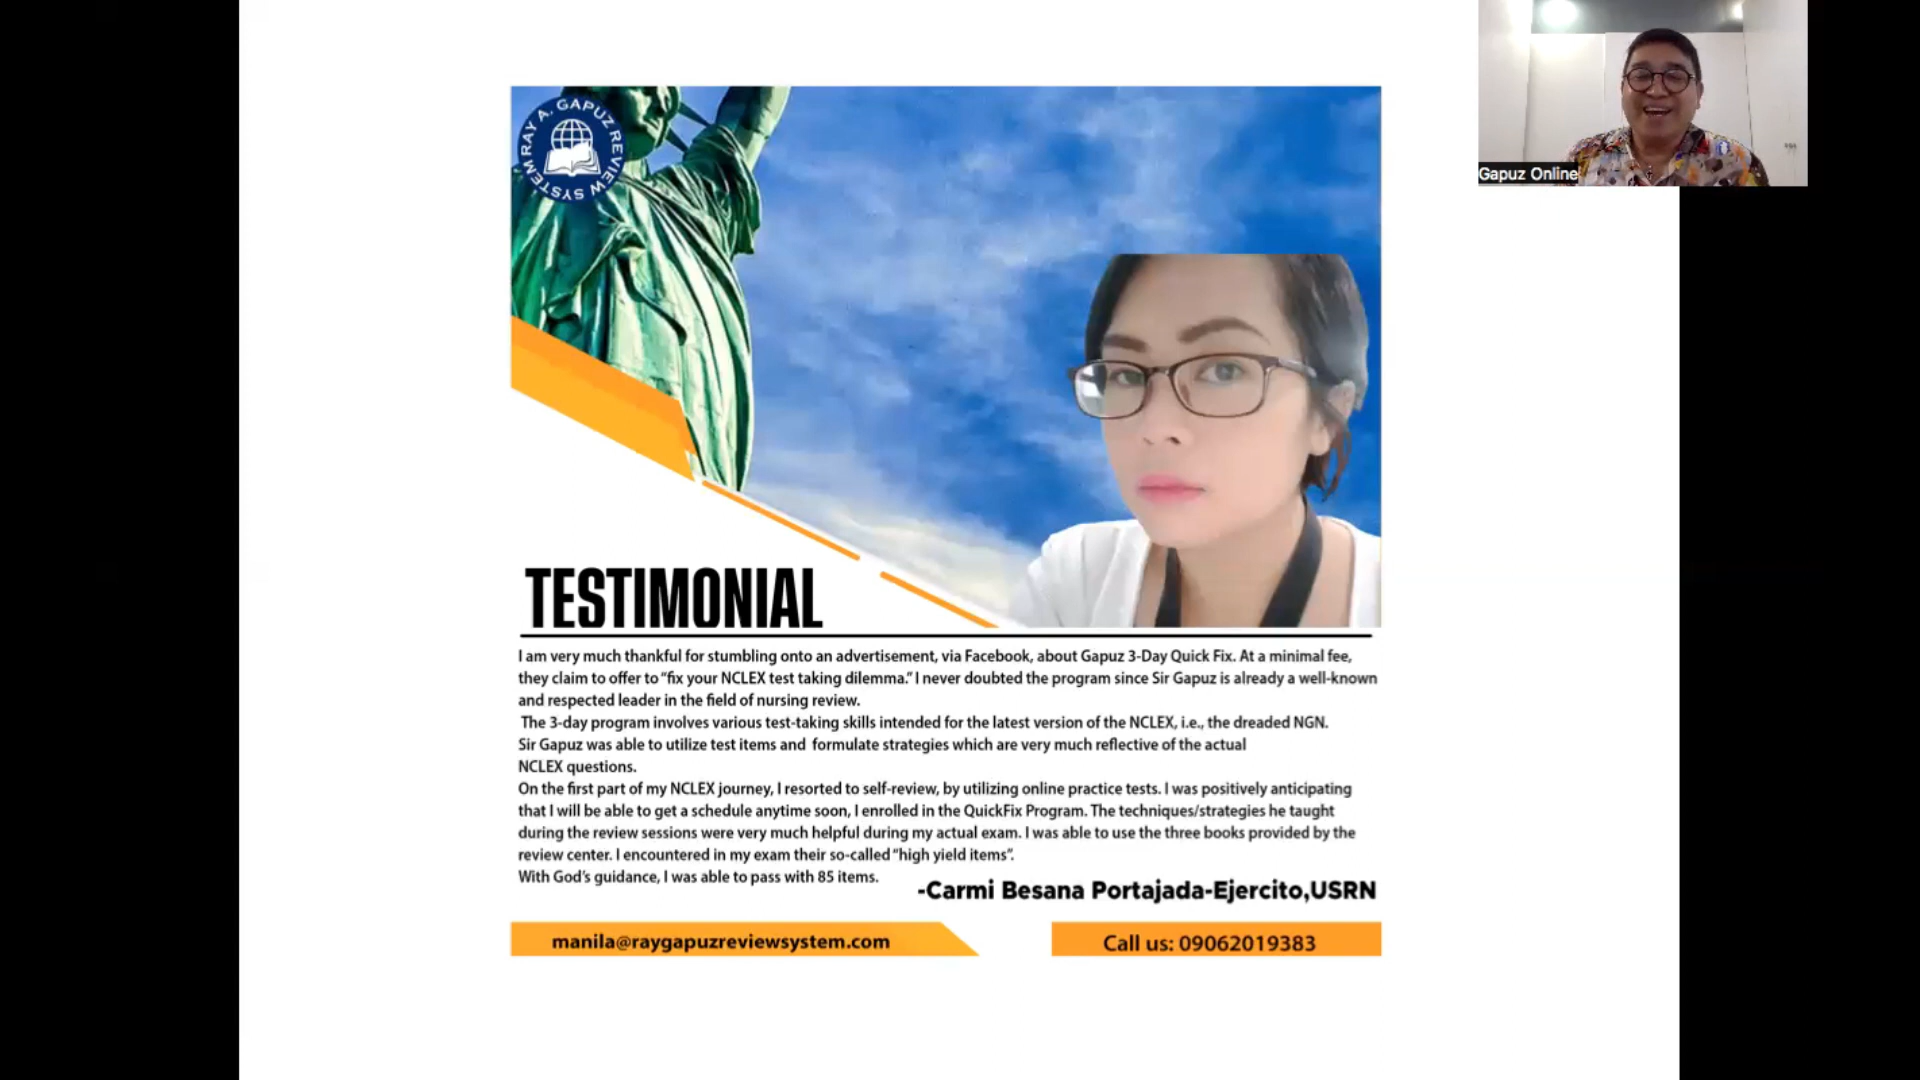 RAY A. GAPUZ REVIEW SYSTEM
Gapuz Online
TESTIMONIAL
I am very much thankful for stumbling onto an advertisement, via Facebook, about Gapuz 3-Day Quick Fix. At a minimal fee,
they claim to offer to “fix your NCLEX test taking dilemma.” I never doubted the program since Sir Gapuz is already a well-known
and respected leader in the field of nursing review.
The 3-day program involves various test-taking skills intended for the latest version of the NCLEX, i.e., the dreaded NGN.
Sir Gapuz was able to utilize test items and formulate strategies which are very much reflective of the actual
NCLEX questions.
On the first part of my NCLEX journey, I resorted to self-review, by utilizing online practice tests. I was positively anticipating
that I will be able to get a schedule anytime soon, I enrolled in the QuickFix Program. The techniques/strategies he taught
during the review sessions were very much helpful during my actual exam. I was able to use the three books provided by the
review center. I encountered in my exam their so-called “high yield items”.
With God’s guidance, I was able to pass with 85 items.
-Carmi Besana Portajada-Ejercito,USRN
manila@raygapuzreviewsystem.com
Call us: 09062019383